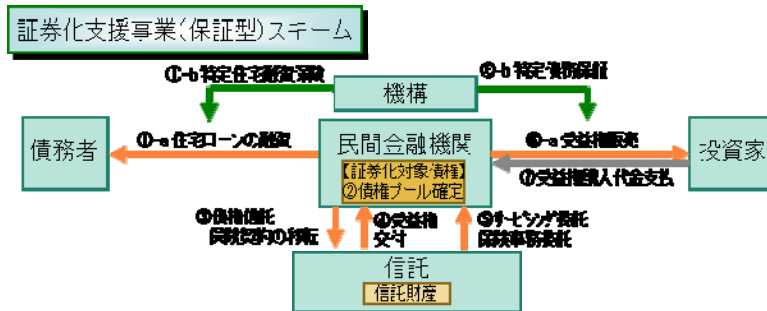 証券化支援事業(保証型)スキーム
①-b 特定住宅融資保険
⑥-b 特定債務保証
機構
債務者
①-a 住宅ローンの融資
民間金融機関
⑥-a 受益権販売
投資家
【証券化対象債権】
②債権プール確定
⑦受益権購入代金支払
③債権信託
保険契約の移転
④受益権
交付
⑤サービシング委託
保険事務委託
信託
信託財産